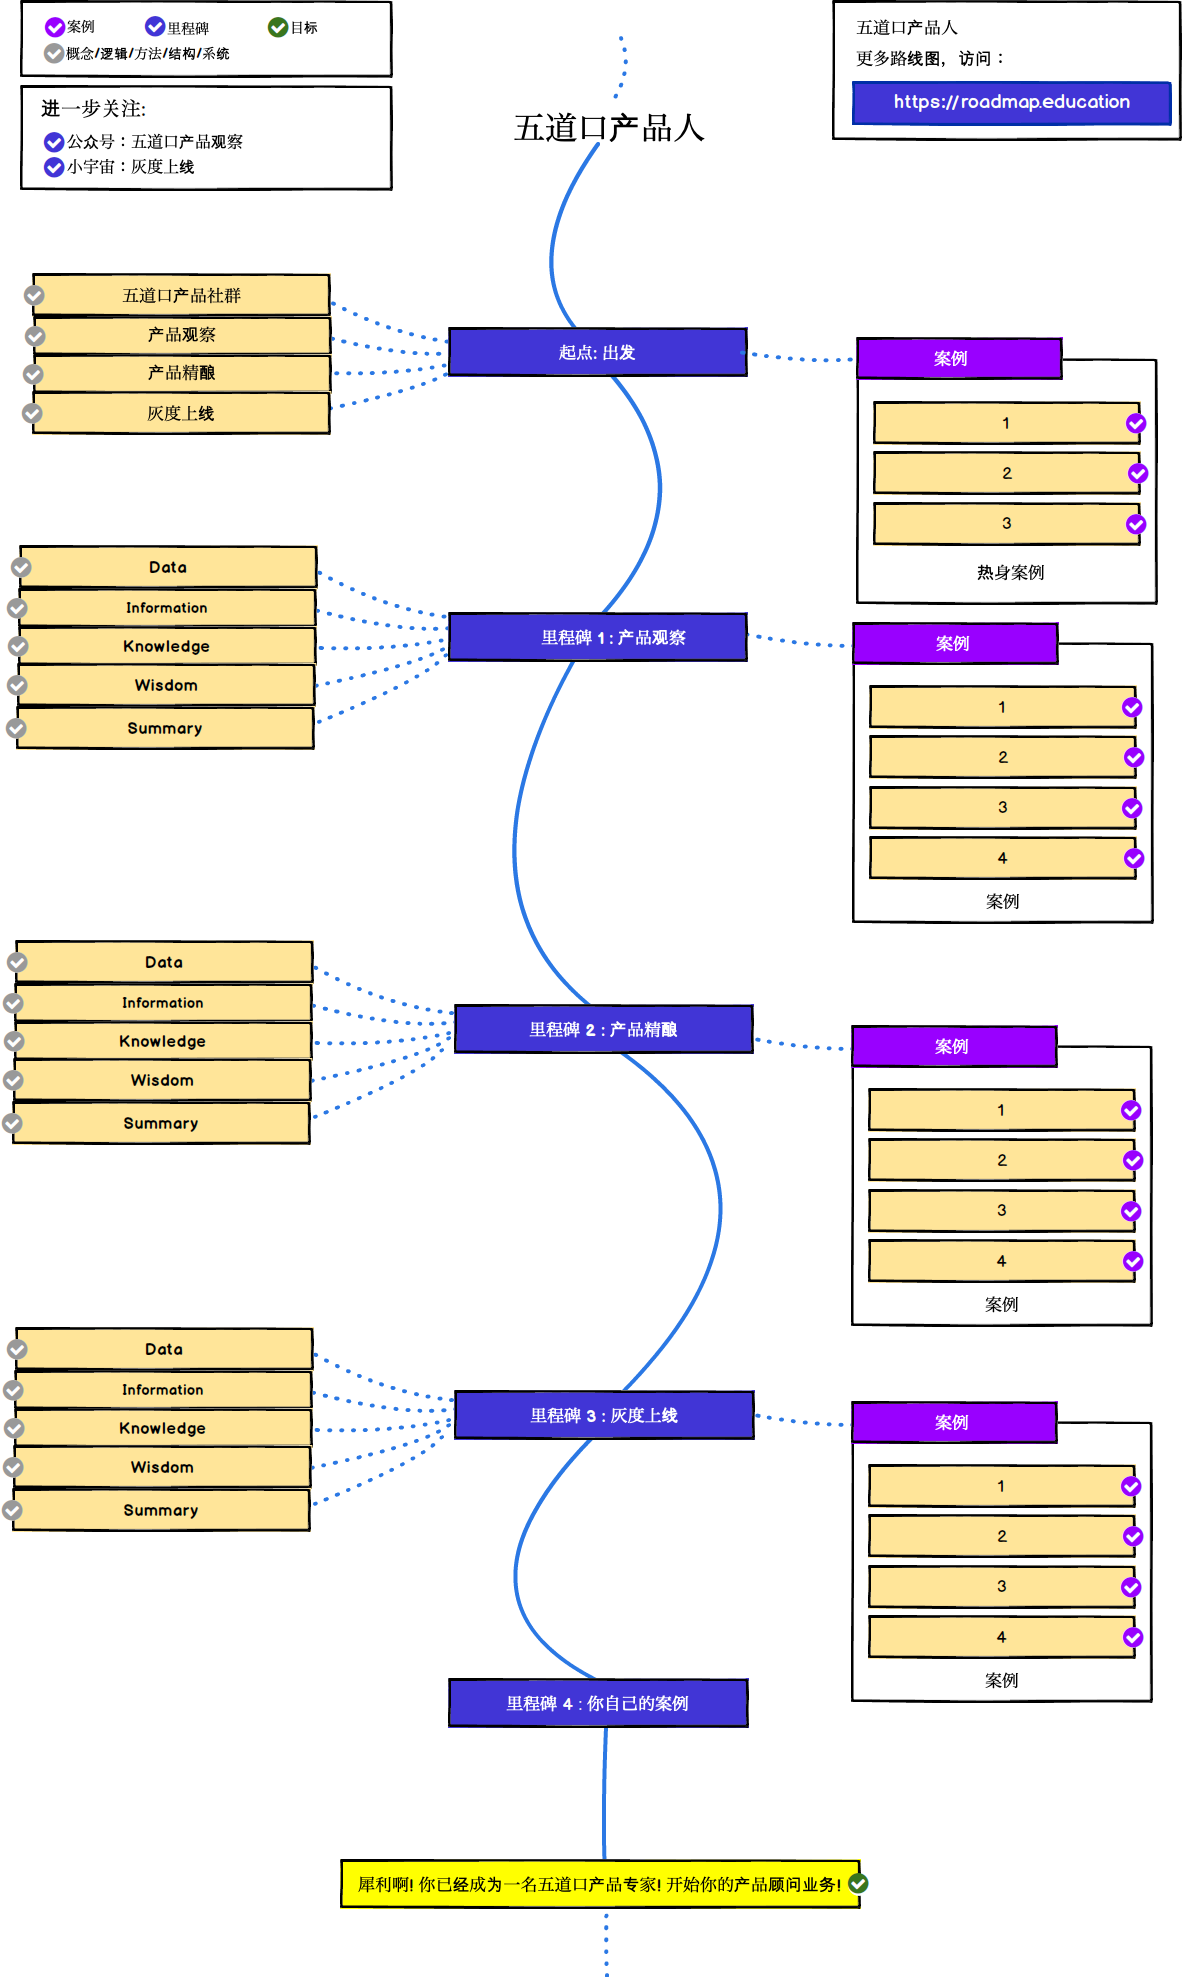 案例
里程碑
目标
概念/逻辑/方法/结构/系统
进一步关注:
公众号：五道口产品观察
小宇宙：灰度上线
五道口产品人
更多路线图，访问：
https://roadmap.education
五道口产品人
五道口产品社群
产品观察
产品精酿
灰度上线
起点: 出发
案例
1
2
3
热身案例
Data
Information
Knowledge
Wisdom
Summary
里程碑 1 : 产品观察
案例
1
2
3
4
案例
Data
Information
Knowledge
Wisdom
Summary
里程碑 2 : 产品精酿
案例
1
2
3
4
案例
Data
Information
Knowledge
Wisdom
Summary
里程碑 3 : 灰度上线
案例
1
2
3
4
案例
里程碑 4 : 你自己的案例
犀利啊! 你已经成为一名五道口产品专家! 开始你的产品顾问业务!